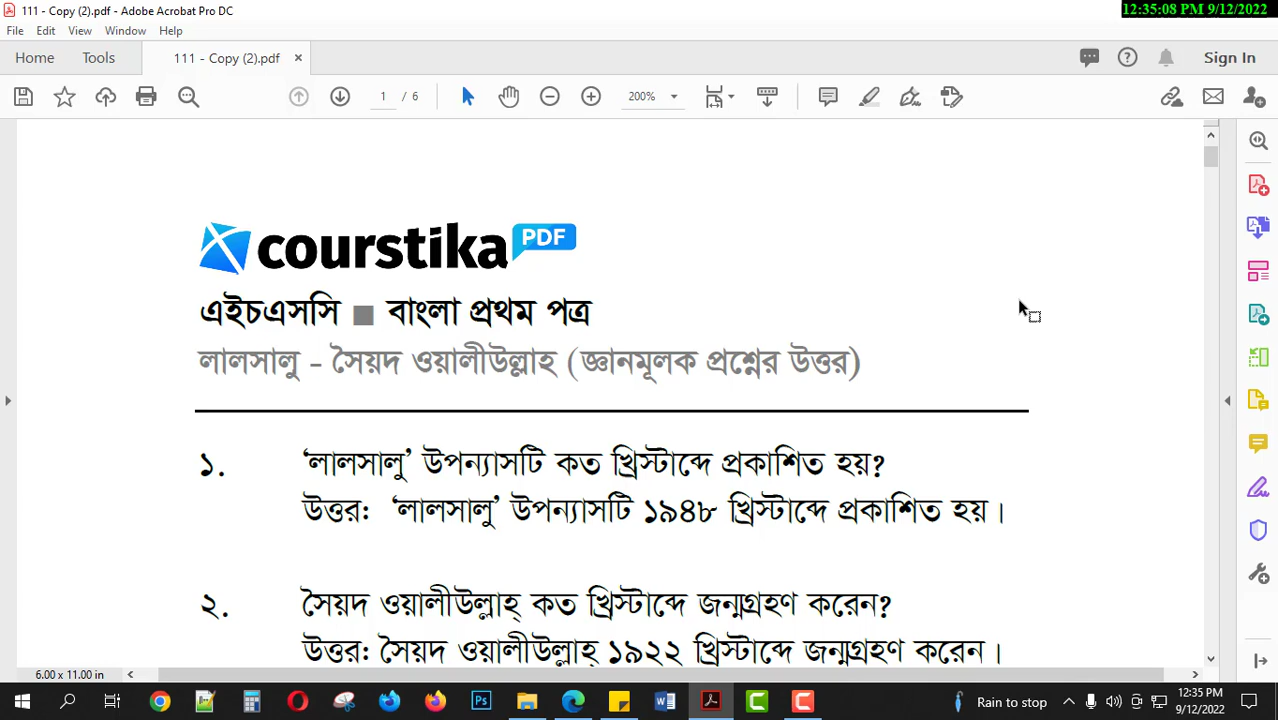 111 - Copy (2).pdf - Adobe Acrobat Pro DC
12:35:08 PM 9/12/2022
File Edit View Window Help
Home Tools 111 - Copy (2).pdf × Sign In
1 / 6 200%
courstika PDF
এইচএসসি ■ বাংলা প্রথম পত্র
লালসালু - সৈয়দ ওয়ালীউল্লাহ (জ্ঞানমূলক প্রশ্নের উত্তর)
১. ‘লালসালু’ উপন্যাসটি কত খ্রিস্টাব্দে প্রকাশিত হয়?
উত্তর: ‘লালসালু’ উপন্যাসটি ১৯৪৮ খ্রিস্টাব্দে প্রকাশিত হয়।
২. সৈয়দ ওয়ালীউল্লাহ্ কত খ্রিস্টাব্দে জন্মগ্রহণ করেন?
উত্তর: সৈয়দ ওয়ালীউল্লাহ্ ১৯২২ খ্রিস্টাব্দে জন্মগ্রহণ করেন।
6.00 x 11.00 in
Rain to stop
12:35 PM
9/12/2022